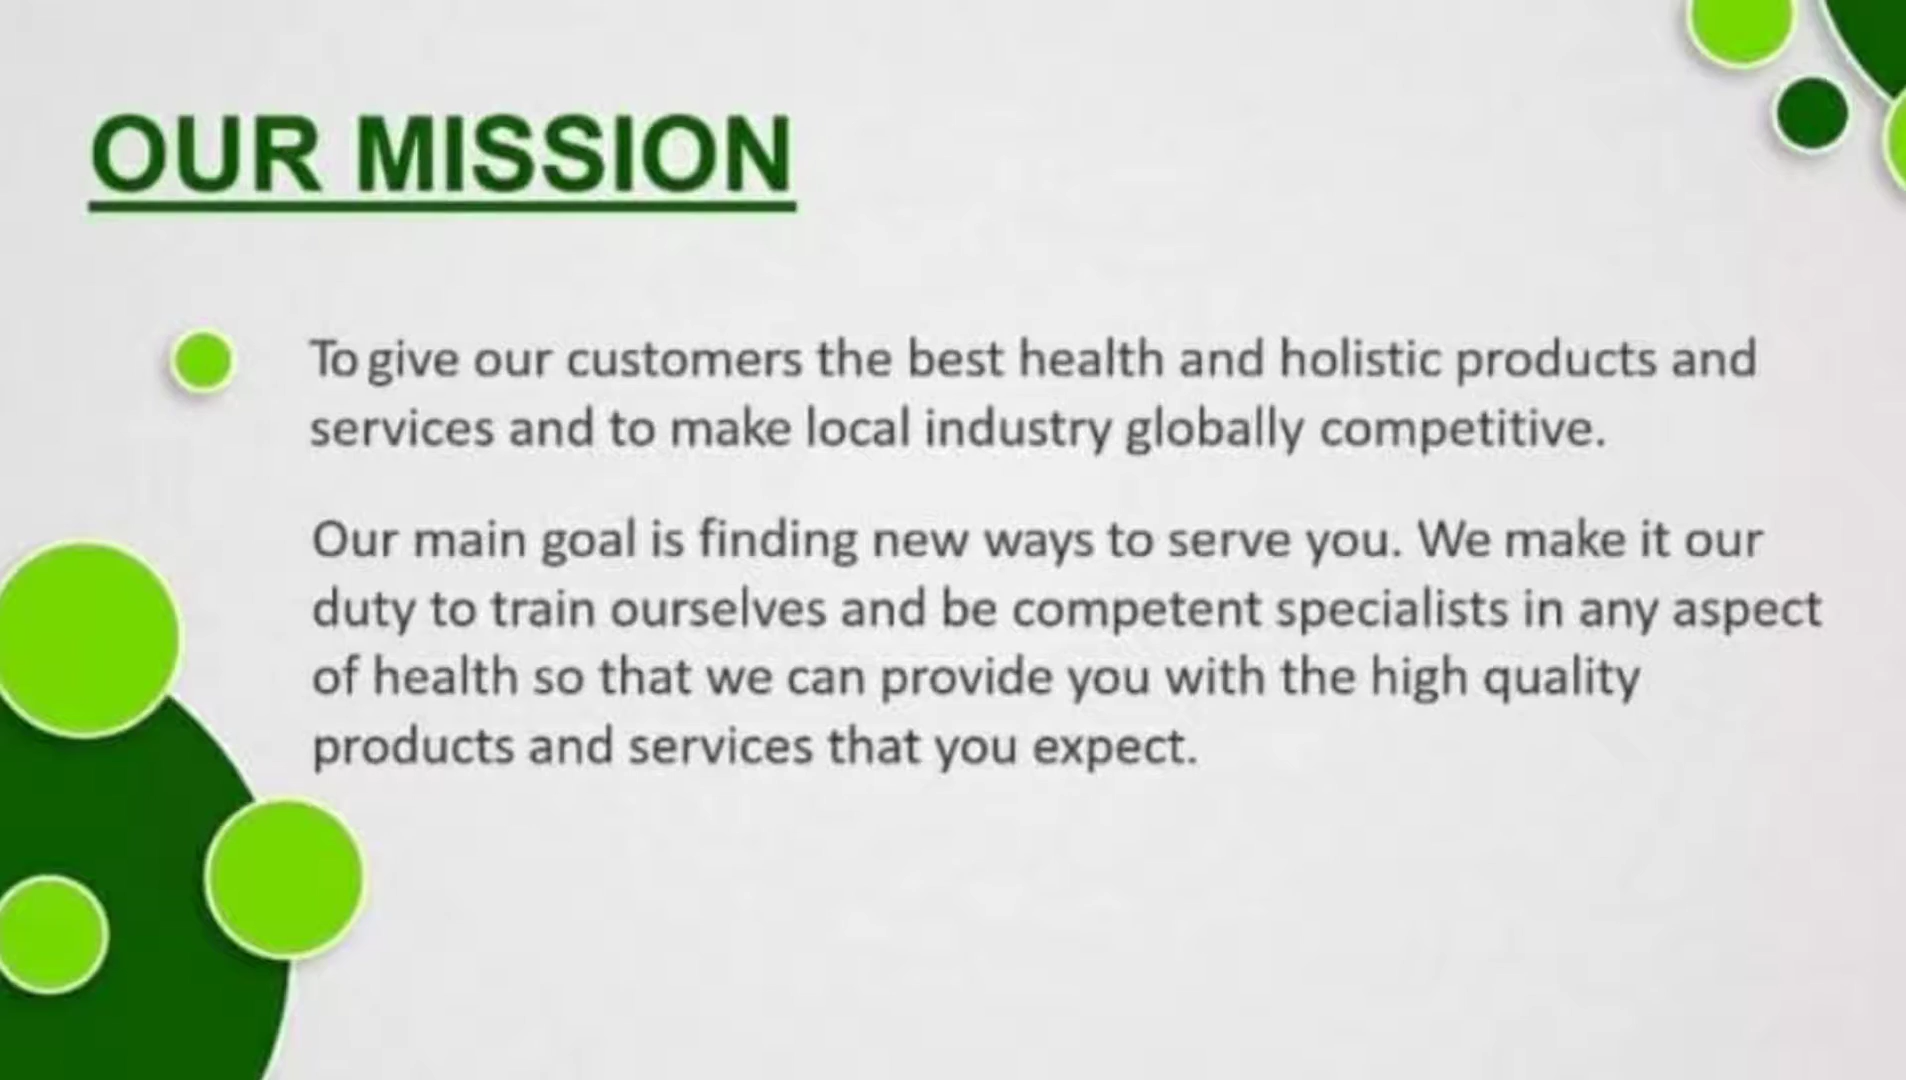 OUR MISSION
To give our customers the best health and holistic products and
services and to make local industry globally competitive.
Our main goal is finding new ways to serve you. We make it our
duty to train ourselves and be competent specialists in any aspect
of health so that we can provide you with the high quality
products and services that you expect.